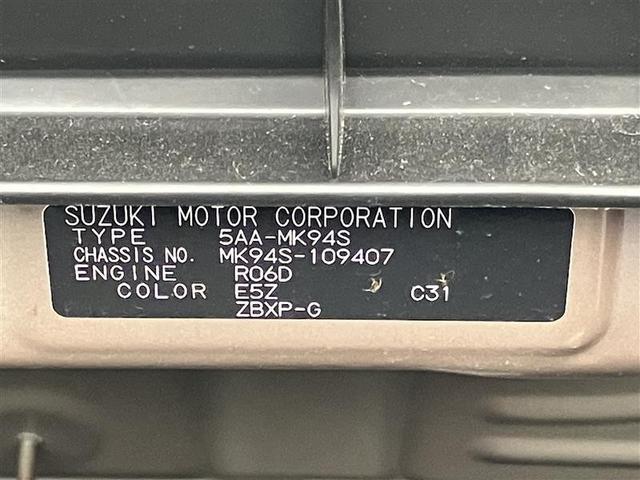 SUZUKI MOTOR CORPORATION
TYPE 5AA-MK94S
CHASSIS NO. MK94S-109407
ENGINE R06D
COLOR E5Z C31
ZBXP-G